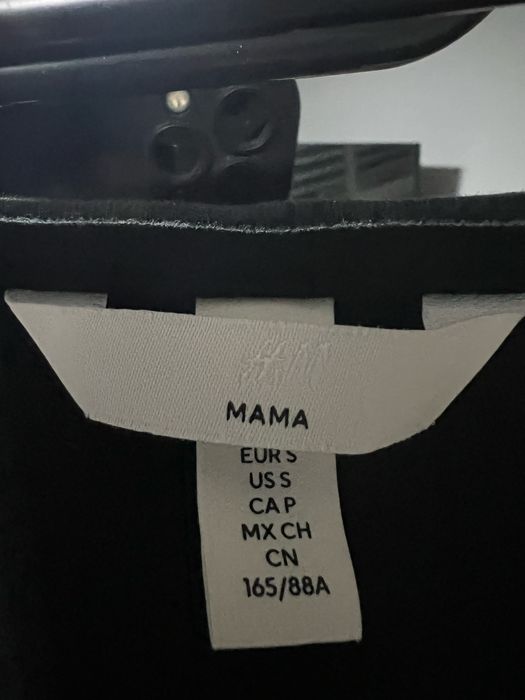 H&M
MAMA
EUR S
US S
CA P
MX CH
CN
165/88A